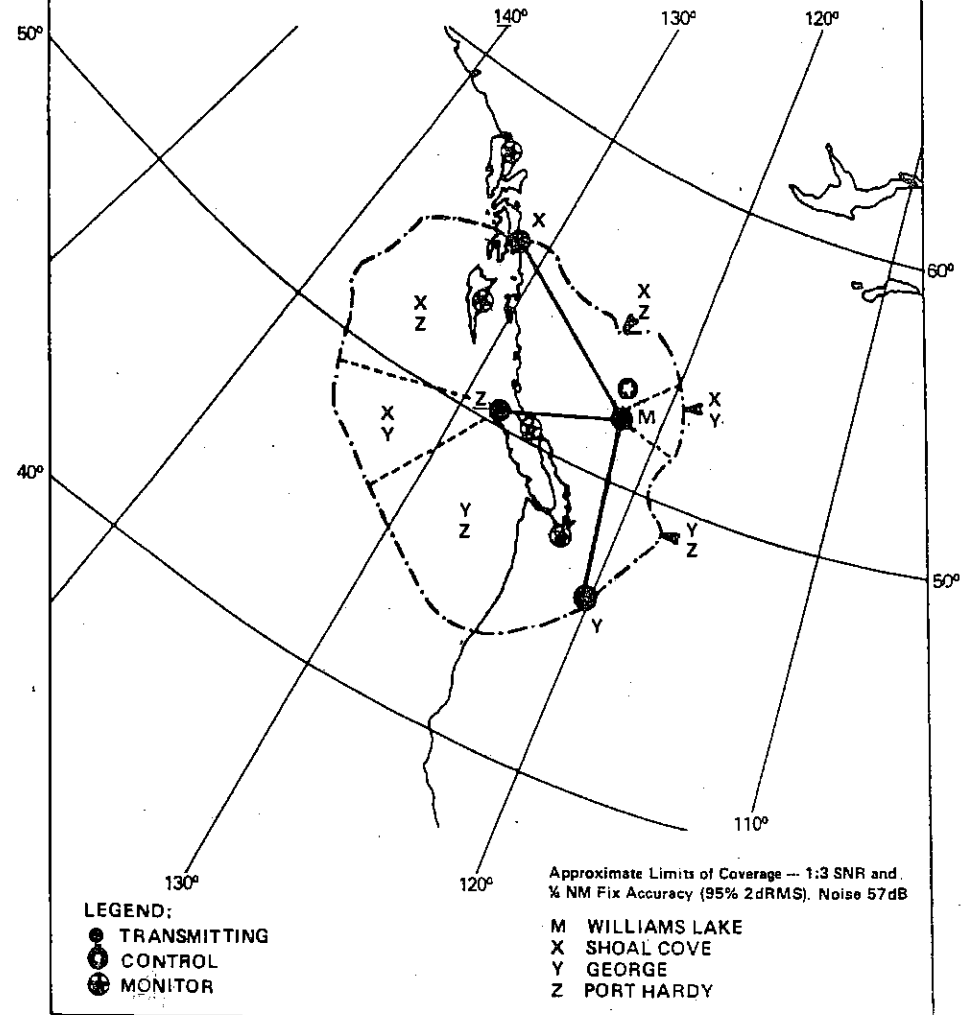 50°
140°
130°
120°
X
60°
X
Z
X
Z
Z
M
X
Y
X
Y
40°
Y
Z
Y
Z
50°
Y
110°
130°
120°
Approximate Limits of Coverage — 1:3 SNR and
¼ NM Fix Accuracy (95% 2dRMS). Noise 57dB
LEGEND:
TRANSMITTING
CONTROL
MONITOR
M WILLIAMS LAKE
X SHOAL COVE
Y GEORGE
Z PORT HARDY